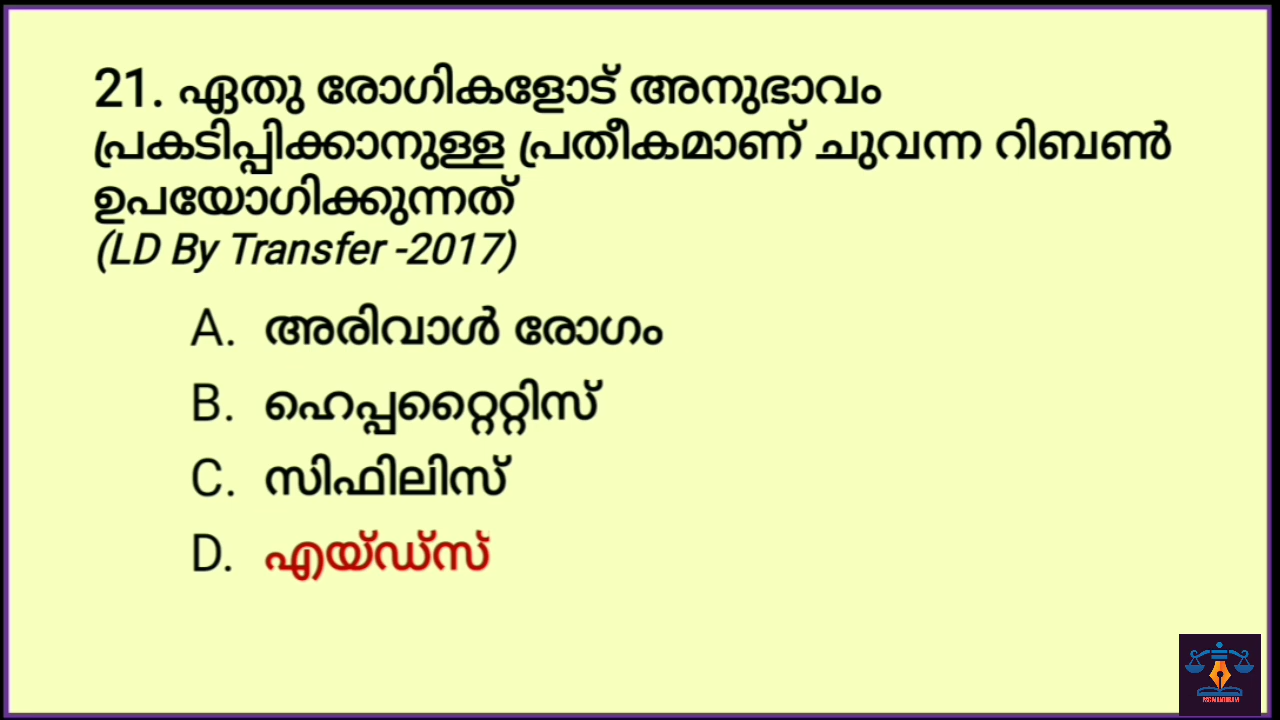 21. ഏതു രോഗികളോട് അനുഭാവം
പ്രകടിപ്പിക്കാനുള്ള പ്രതീകമാണ് ചുവന്ന റിബൺ
ഉപയോഗിക്കുന്നത്
(LD By Transfer -2017)
A. അരിവാൾ രോഗം
B. ഹെപ്പറ്റൈറ്റിസ്
C. സിഫിലിസ്
D. എയ്ഡ്സ്